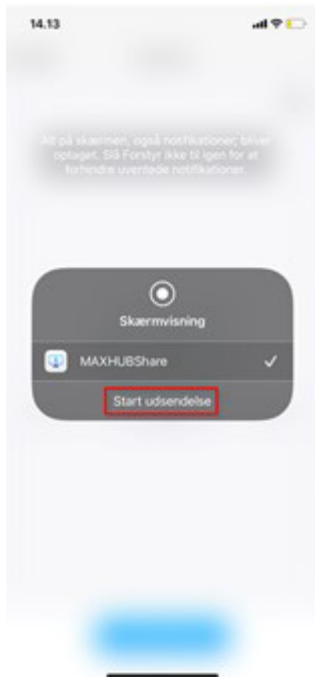 14.13
Alt på skærmen, også notifikationer, bliver
optaget. Slå Forstyr ikke til igen for at
forhindre uventede notifikationer.
Skærmvisning
MAXHUBShare
Start udsendelse